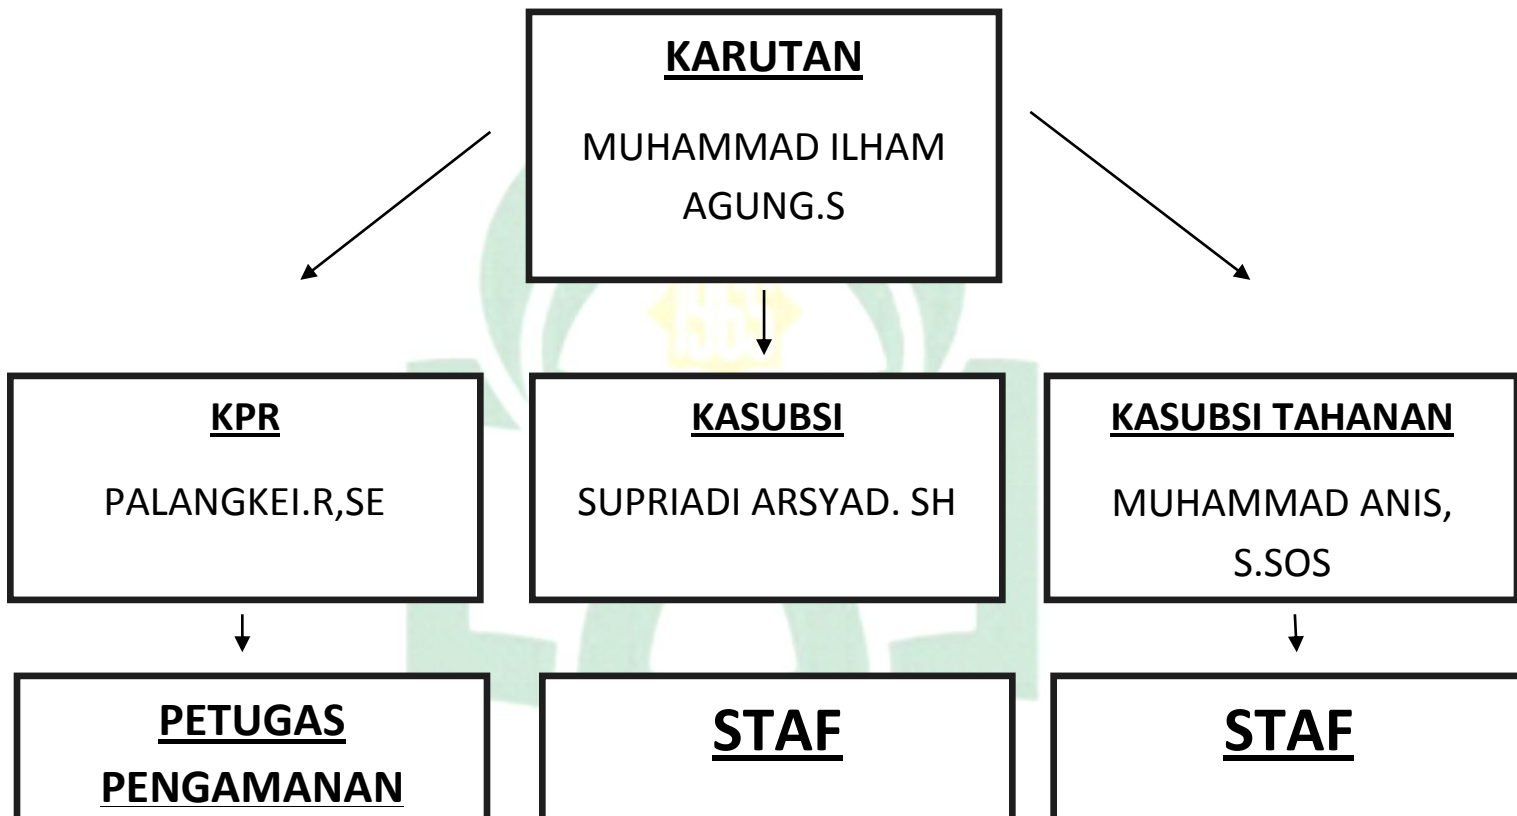 KARUTAN
MUHAMMAD ILHAM
AGUNG.S
1965
KPR
PALANGKEI.R,SE
KASUBSI
SUPRIADI ARSYAD. SH
KASUBSI TAHANAN
MUHAMMAD ANIS,
S.SOS
PETUGAS
PENGAMANAN
STAF
STAF